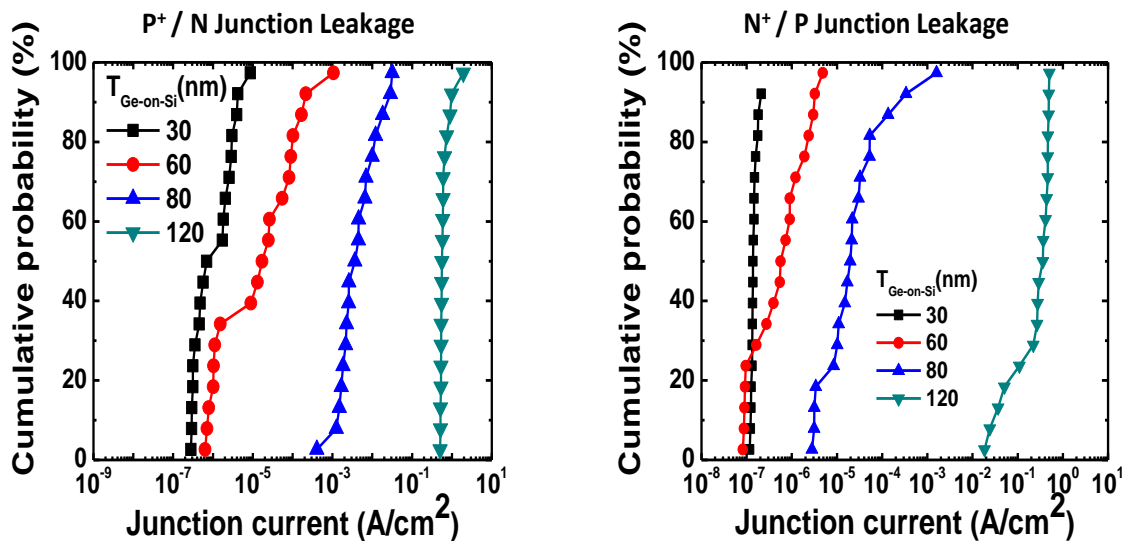 P⁺ / N Junction Leakage
Cumulative probability (%)
100
80
60
40
20
0
T_Ge-on-Si(nm)
30
60
80
120
10⁻⁹ 10⁻⁷ 10⁻⁵ 10⁻³ 10⁻¹ 10¹
Junction current (A/cm²)
N⁺ / P Junction Leakage
Cumulative probability (%)
100
80
60
40
20
0
T_Ge-on-Si(nm)
30
60
80
120
10⁻⁸ 10⁻⁷ 10⁻⁶ 10⁻⁵ 10⁻⁴ 10⁻³ 10⁻² 10⁻¹ 10⁰ 10¹
Junction current (A/cm²)